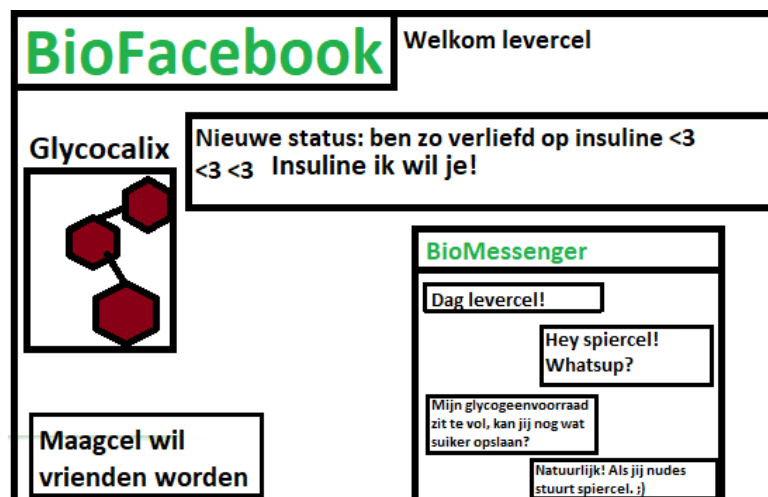 BioFacebook
Welkom levercel
Glycocalix
Nieuwe status: ben zo verliefd op insuline <3
<3 <3 Insuline ik wil je!
BioMessenger
Dag levercel!
Hey spiercel!
Whatsup?
Mijn glycogeenvoorraad
zit te vol, kan jij nog wat
suiker opslaan?
Natuurlijk! Als jij nudes
stuurt spiercel. ;)
Maagcel wil
vrienden worden